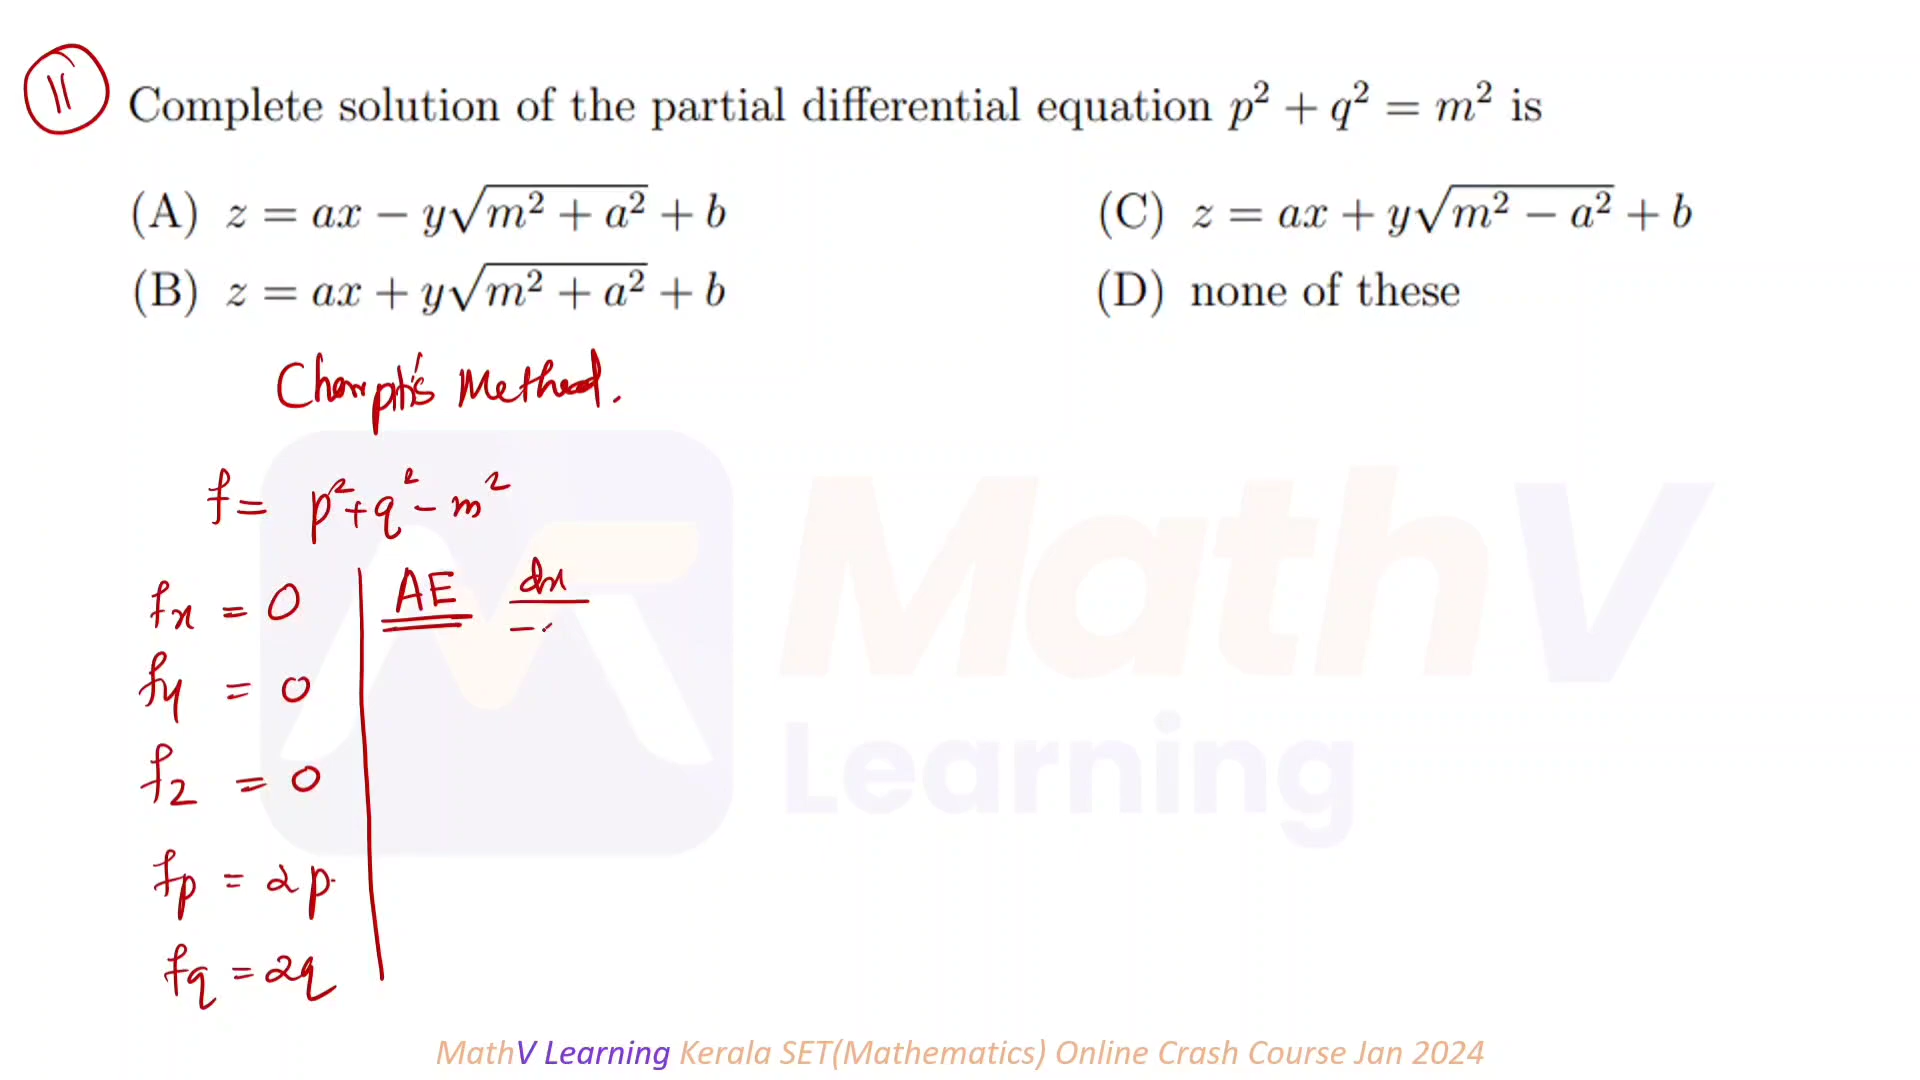 11
Complete solution of the partial differential equation p² + q² = m² is
(A) z = ax − y√(m² + a²) + b
(C) z = ax + y√(m² − a²) + b
(B) z = ax + y√(m² + a²) + b
(D) none of these
Charpit's Method.
f = p² + q² − m²
fx = 0
AE dx
fy = 0
fz = 0
fp = 2p
fq = 2q
MathV
Learning
MathV Learning Kerala SET(Mathematics) Online Crash Course Jan 2024